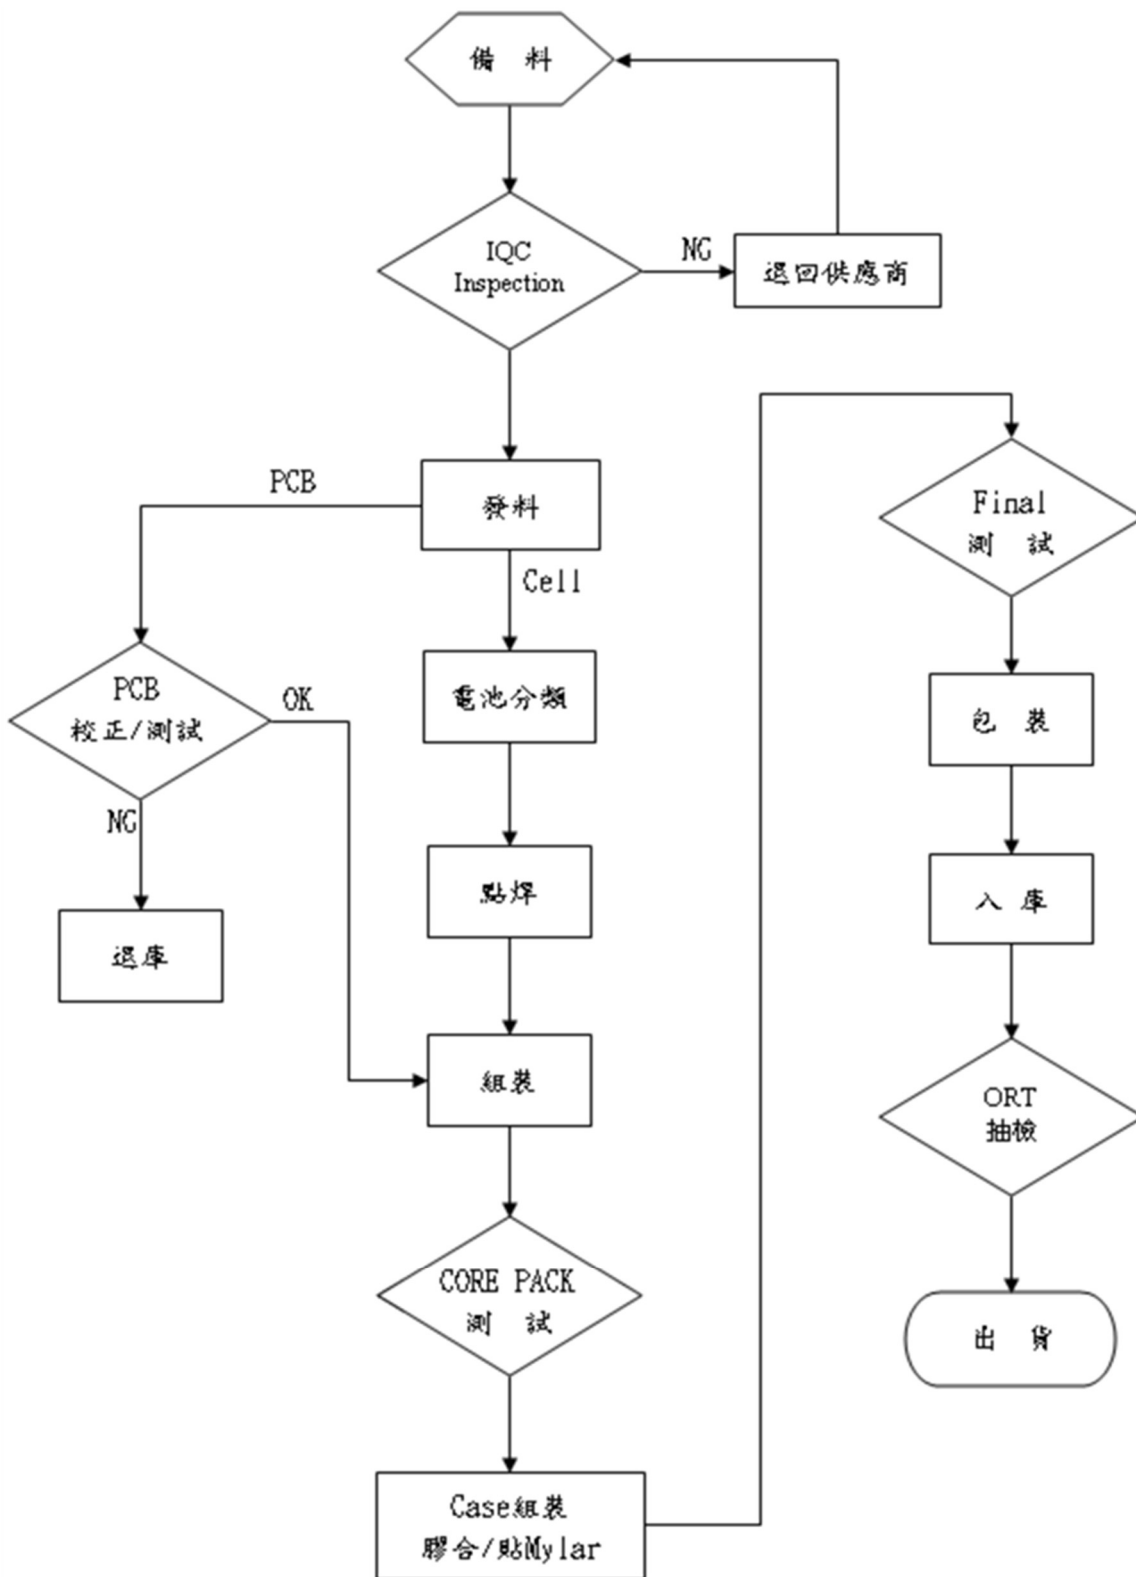 備 料
IQC
Inspection
NG
退回供應商
發料
PCB
Cell
PCB
校正/測試
OK
NG
退庫
電池分類
點焊
組裝
CORE PACK
測 試
Case組裝
膠合/貼Mylar
Final
測 試
包 裝
入 庫
ORT
抽檢
出 貨